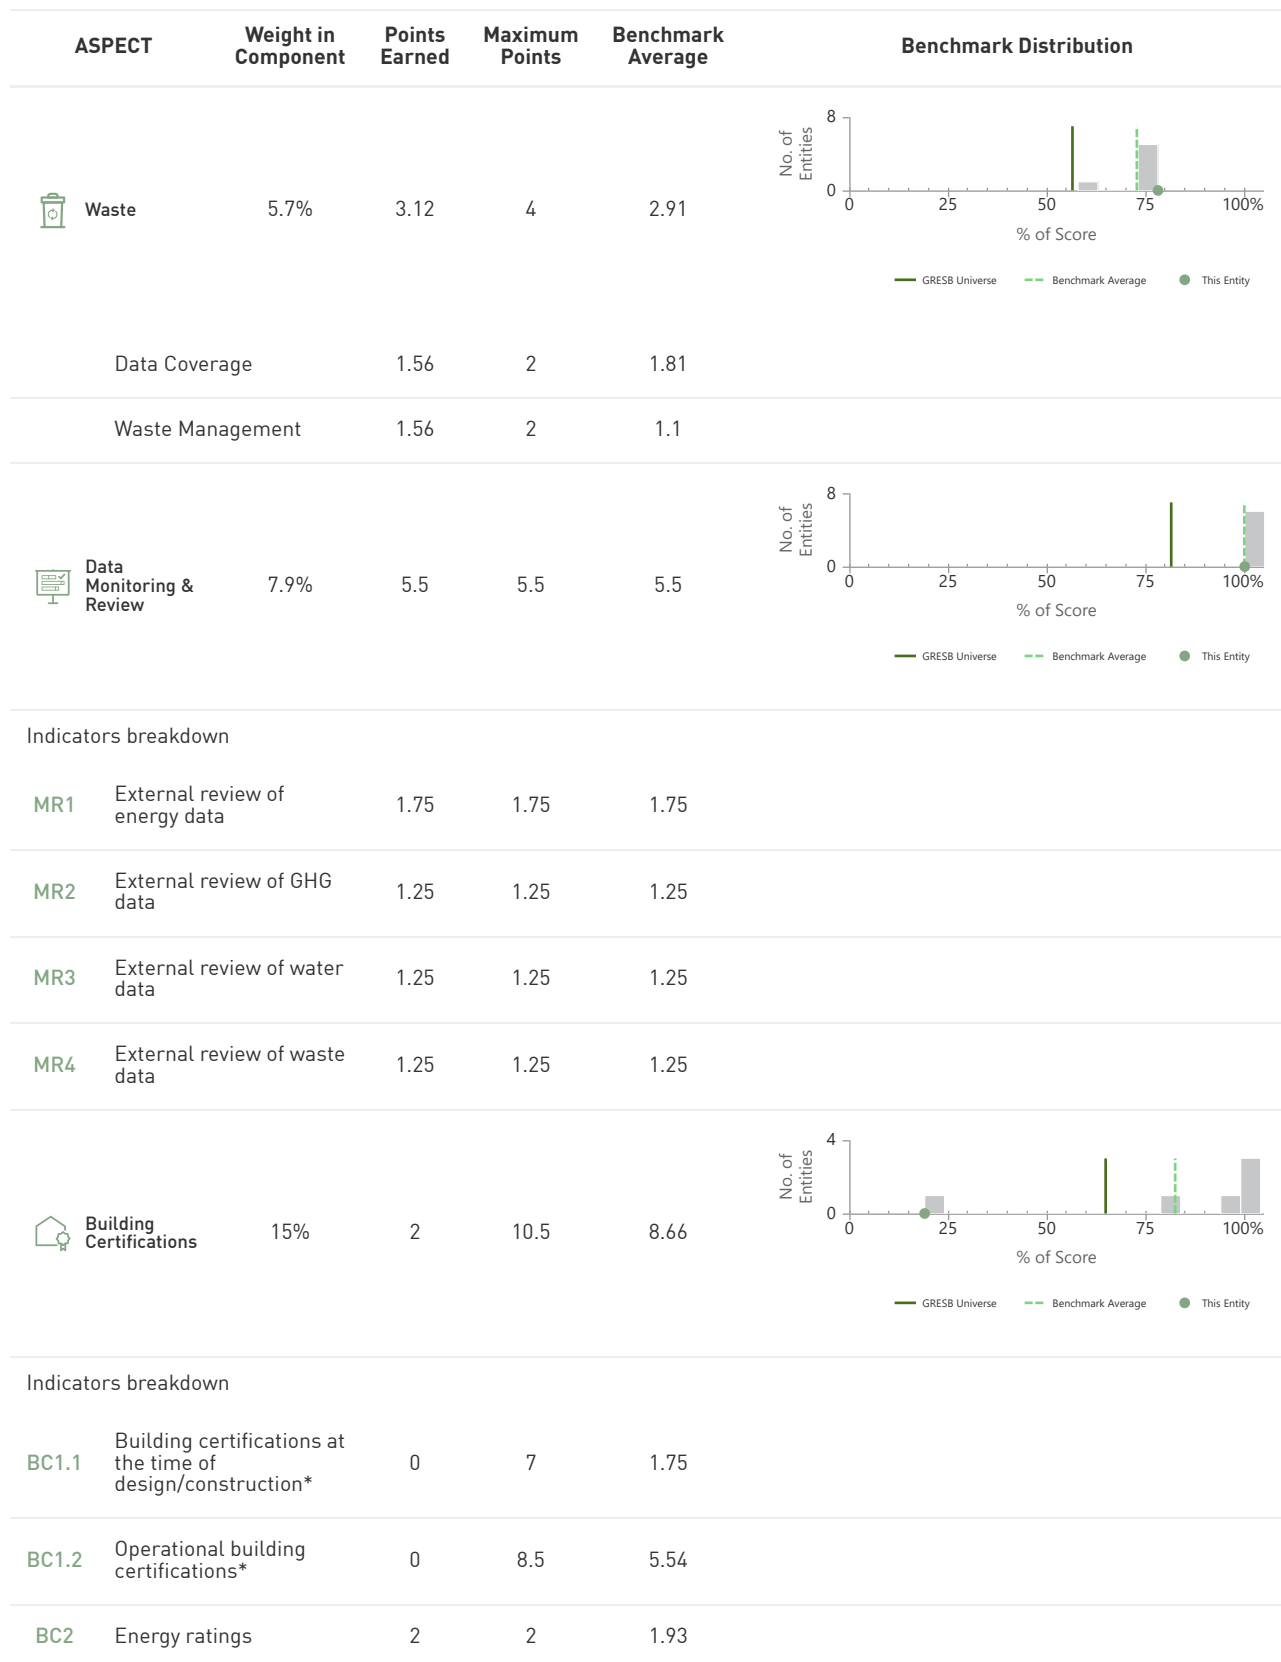 ASPECT Weight in Component Points Earned Maximum Points Benchmark Average Benchmark Distribution
Waste 5.7% 3.12 4 2.91
No. of Entities
8
0
0 25 50 75 100%
% of Score
GRESB Universe Benchmark Average This Entity
Data Coverage 1.56 2 1.81
Waste Management 1.56 2 1.1
Data Monitoring & Review 7.9% 5.5 5.5 5.5
No. of Entities
8
0
0 25 50 75 100%
% of Score
GRESB Universe Benchmark Average This Entity
Indicators breakdown
MR1 External review of energy data 1.75 1.75 1.75
MR2 External review of GHG data 1.25 1.25 1.25
MR3 External review of water data 1.25 1.25 1.25
MR4 External review of waste data 1.25 1.25 1.25
Building Certifications 15% 2 10.5 8.66
No. of Entities
4
0
0 25 50 75 100%
% of Score
GRESB Universe Benchmark Average This Entity
Indicators breakdown
BC1.1 Building certifications at the time of design/construction* 0 7 1.75
BC1.2 Operational building certifications* 0 8.5 5.54
BC2 Energy ratings 2 2 1.93